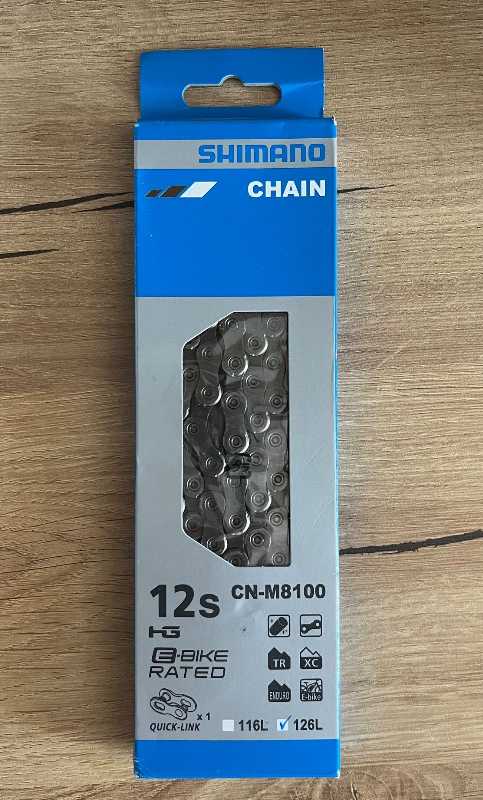 SHIMANO
CHAIN
12s
CN-M8100
HG
E-BIKE
RATED
TR
XC
ENDURO
E-bike
x 1
QUICK-LINK
116L
126L